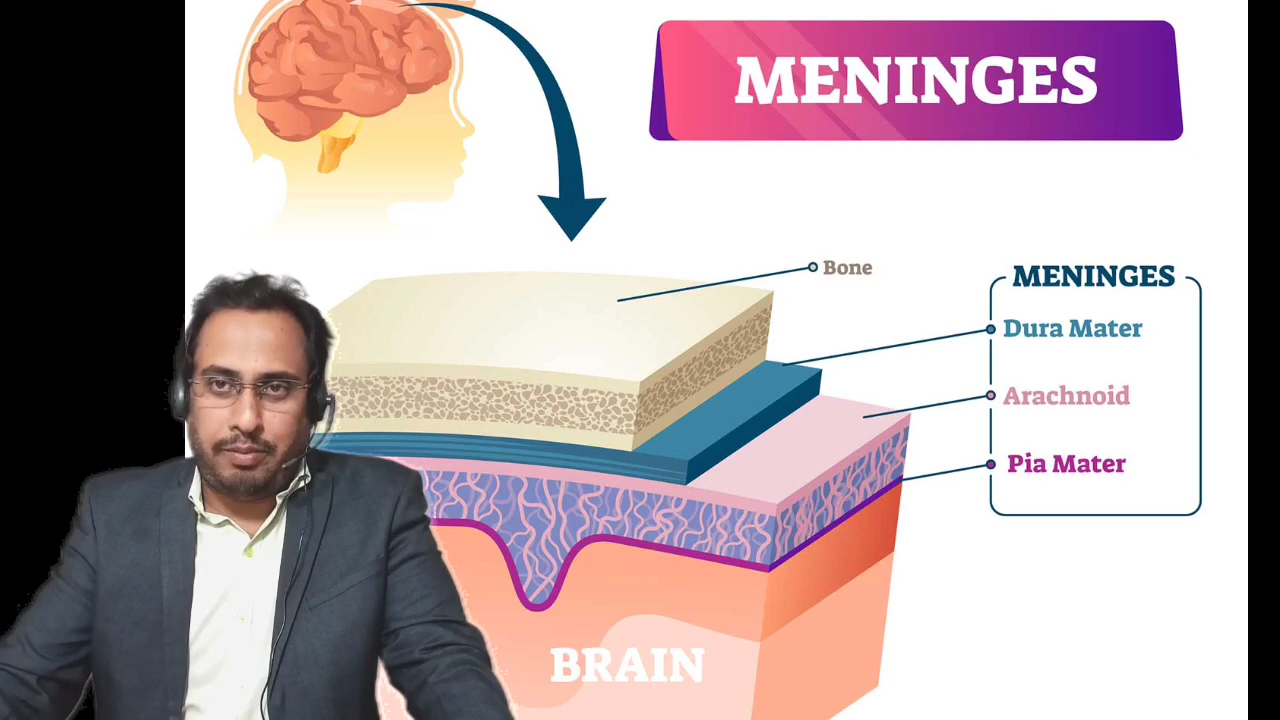 MENINGES
Bone
MENINGES
Dura Mater
Arachnoid
Pia Mater
BRAIN